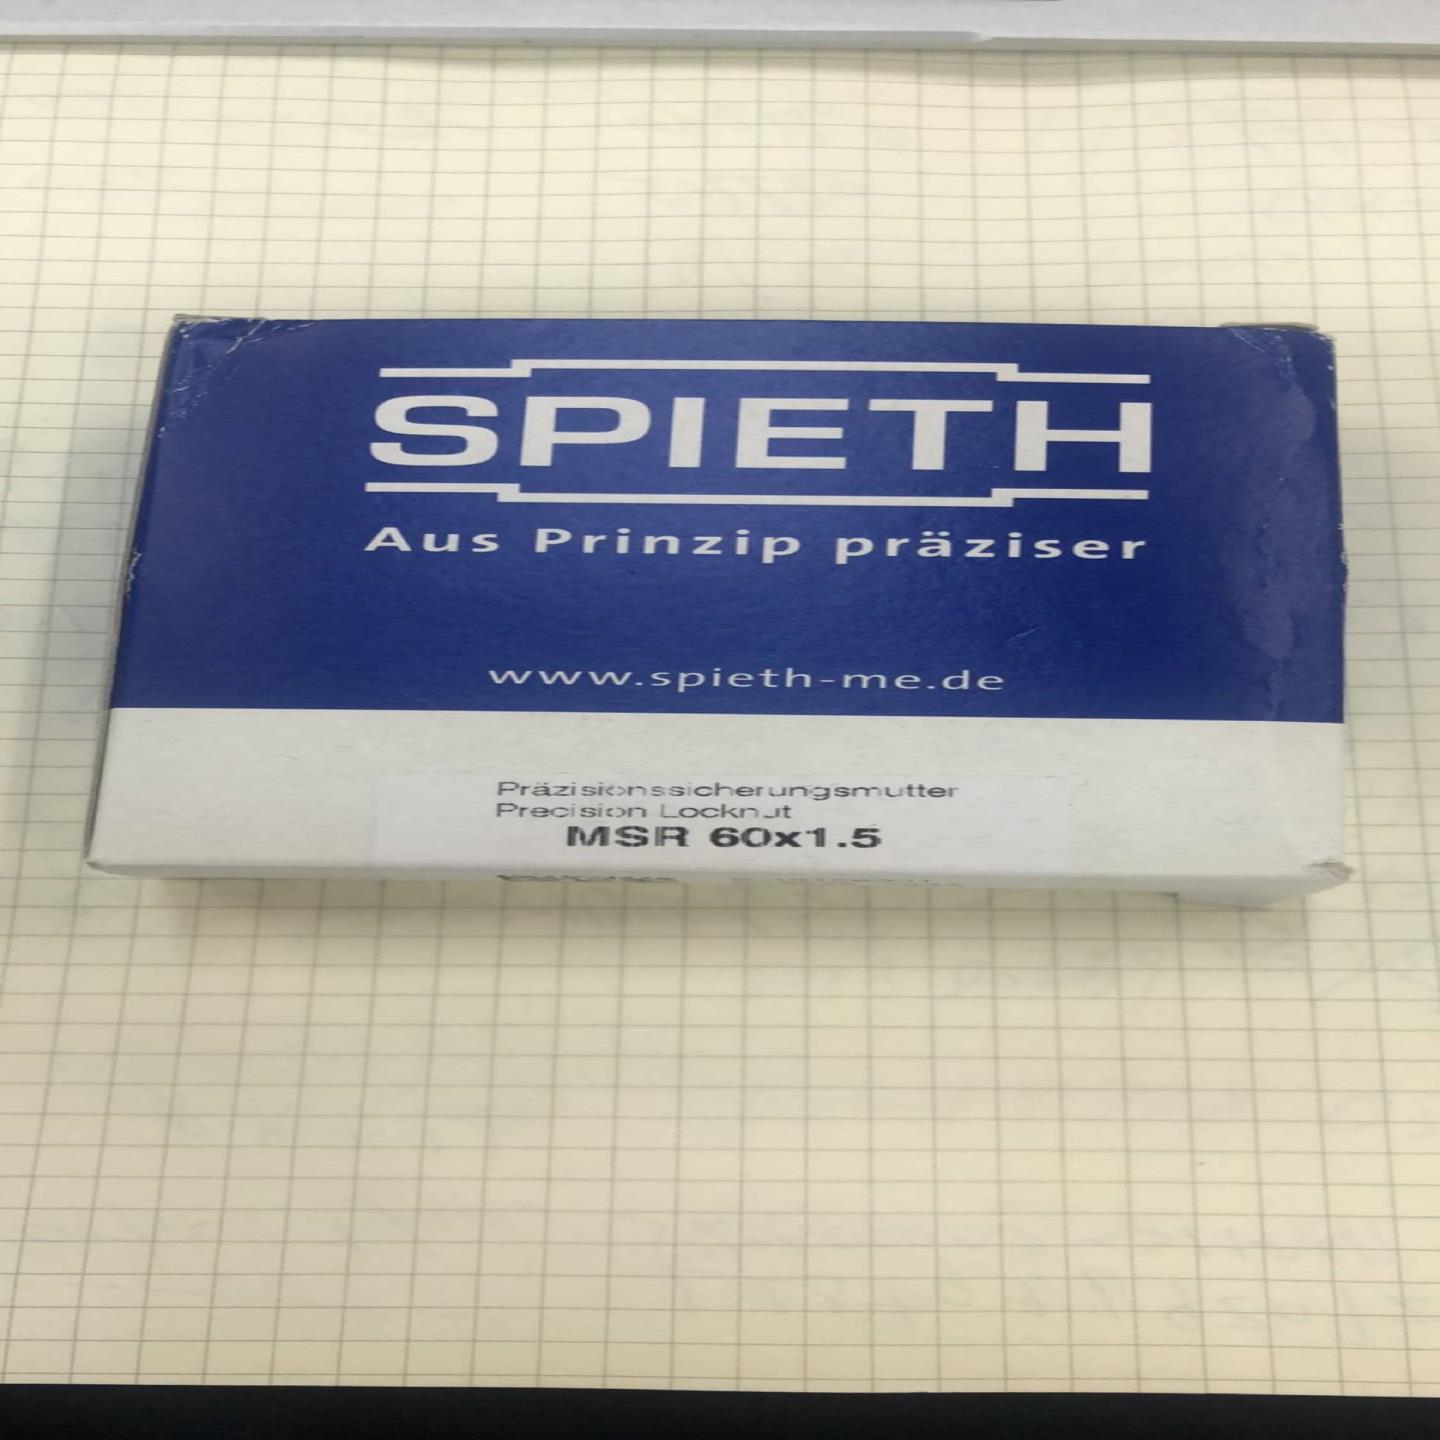 SPIETH
Aus Prinzip präziser
www.spieth-me.de
Präzisionssicherungsmutter
Precision Locknut
MSR 60x1.5